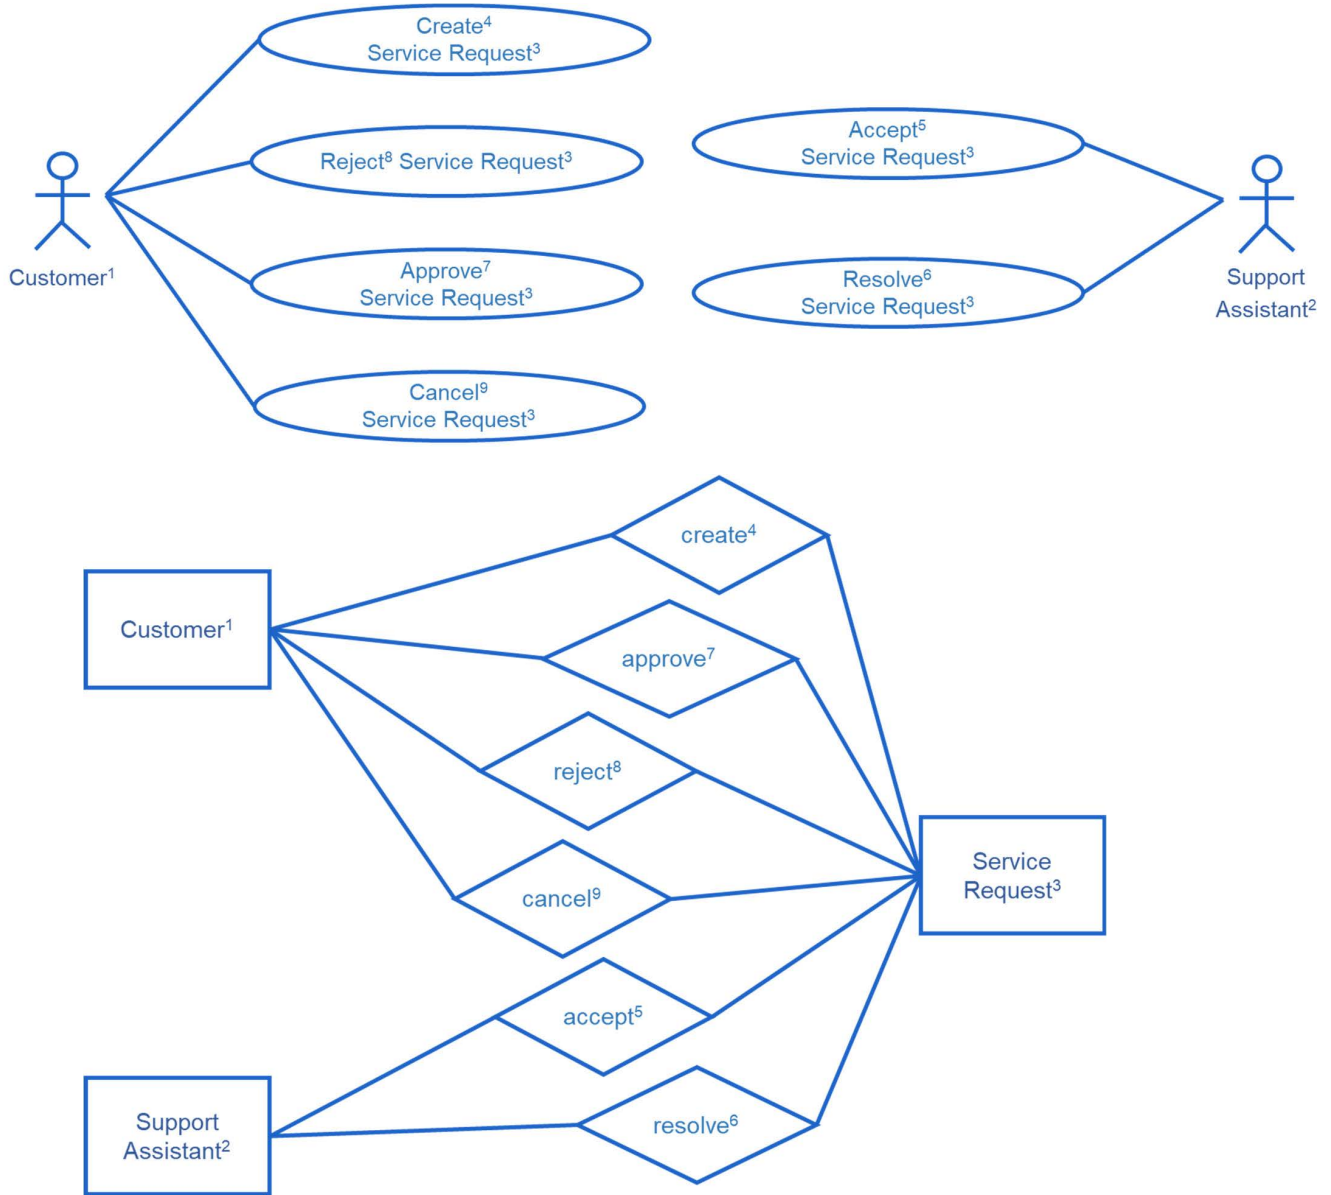 Create⁴
Service Request³
Reject⁸ Service Request³
Approve⁷
Service Request³
Cancel⁹
Service Request³
Customer¹
Accept⁵
Service Request³
Resolve⁶
Service Request³
Support
Assistant²
create⁴
Customer¹
approve⁷
reject⁸
cancel⁹
Service
Request³
accept⁵
Support
Assistant²
resolve⁶